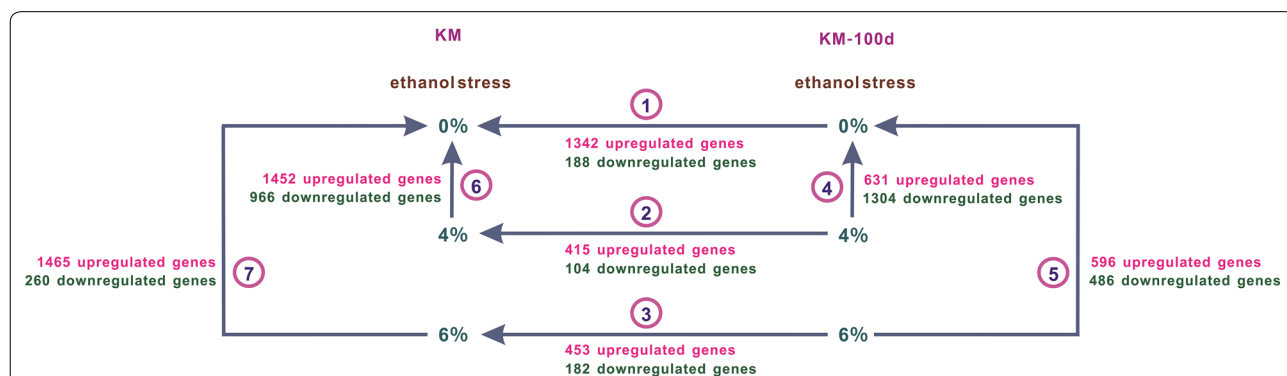 KM
KM-100d
ethanol stress
ethanol stress
1
0%
0%
1342 upregulated genes
188 downregulated genes
1452 upregulated genes
966 downregulated genes
6
4
631 upregulated genes
1304 downregulated genes
2
4%
4%
415 upregulated genes
104 downregulated genes
1465 upregulated genes
260 downregulated genes
7
5
596 upregulated genes
486 downregulated genes
3
6%
6%
453 upregulated genes
182 downregulated genes